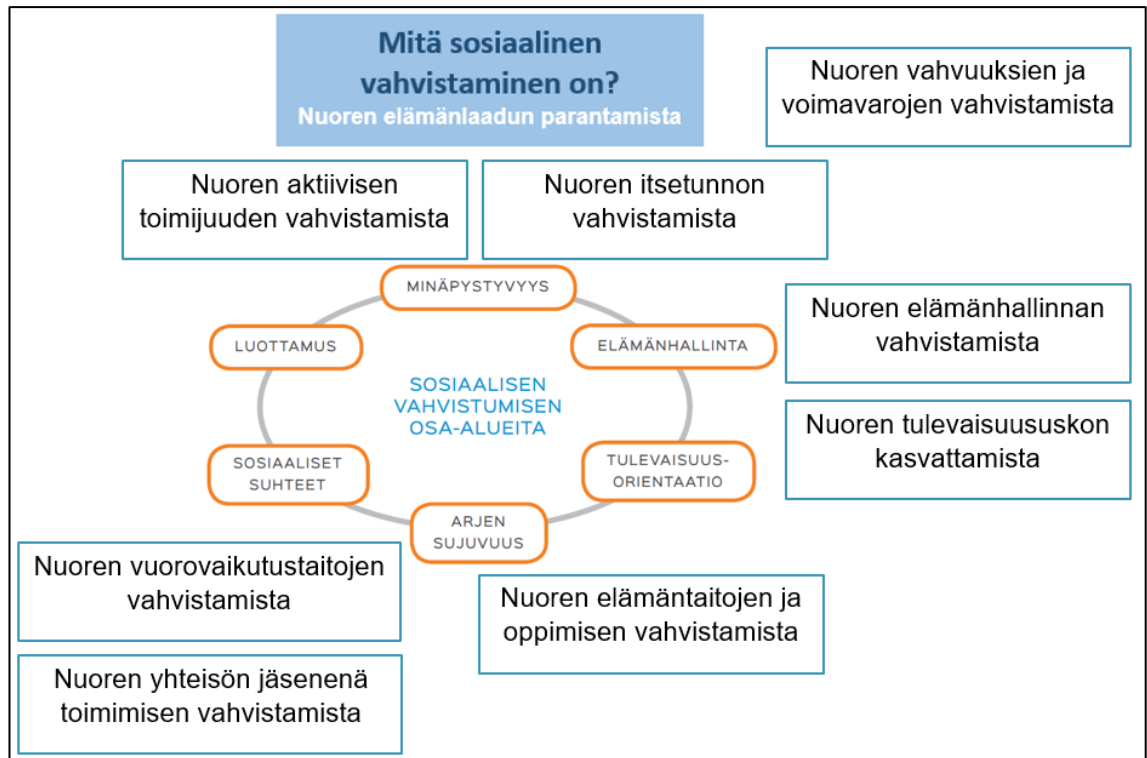 Mitä sosiaalinen
vahvistaminen on?
Nuoren elämänlaadun parantamista
Nuoren vahvuuksien ja
voimavarojen vahvistamista
Nuoren aktiivisen
toimijuuden vahvistamista
Nuoren itsetunnon
vahvistamista
MINÄPYSTYVYYS
LUOTTAMUS
ELÄMÄNHALLINTA
Nuoren elämänhallinnan
vahvistamista
SOSIAALISEN
VAHVISTUMISEN
OSA-ALUEITA
Nuoren tulevaisuususkon
kasvattamista
SOSIAALISET
SUHTEET
TULEVAISUUS-
ORIENTAATIO
ARJEN
SUJUVUUS
Nuoren vuorovaikutustaitojen
vahvistamista
Nuoren elämäntaitojen ja
oppimisen vahvistamista
Nuoren yhteisön jäsenenä
toimimisen vahvistamista